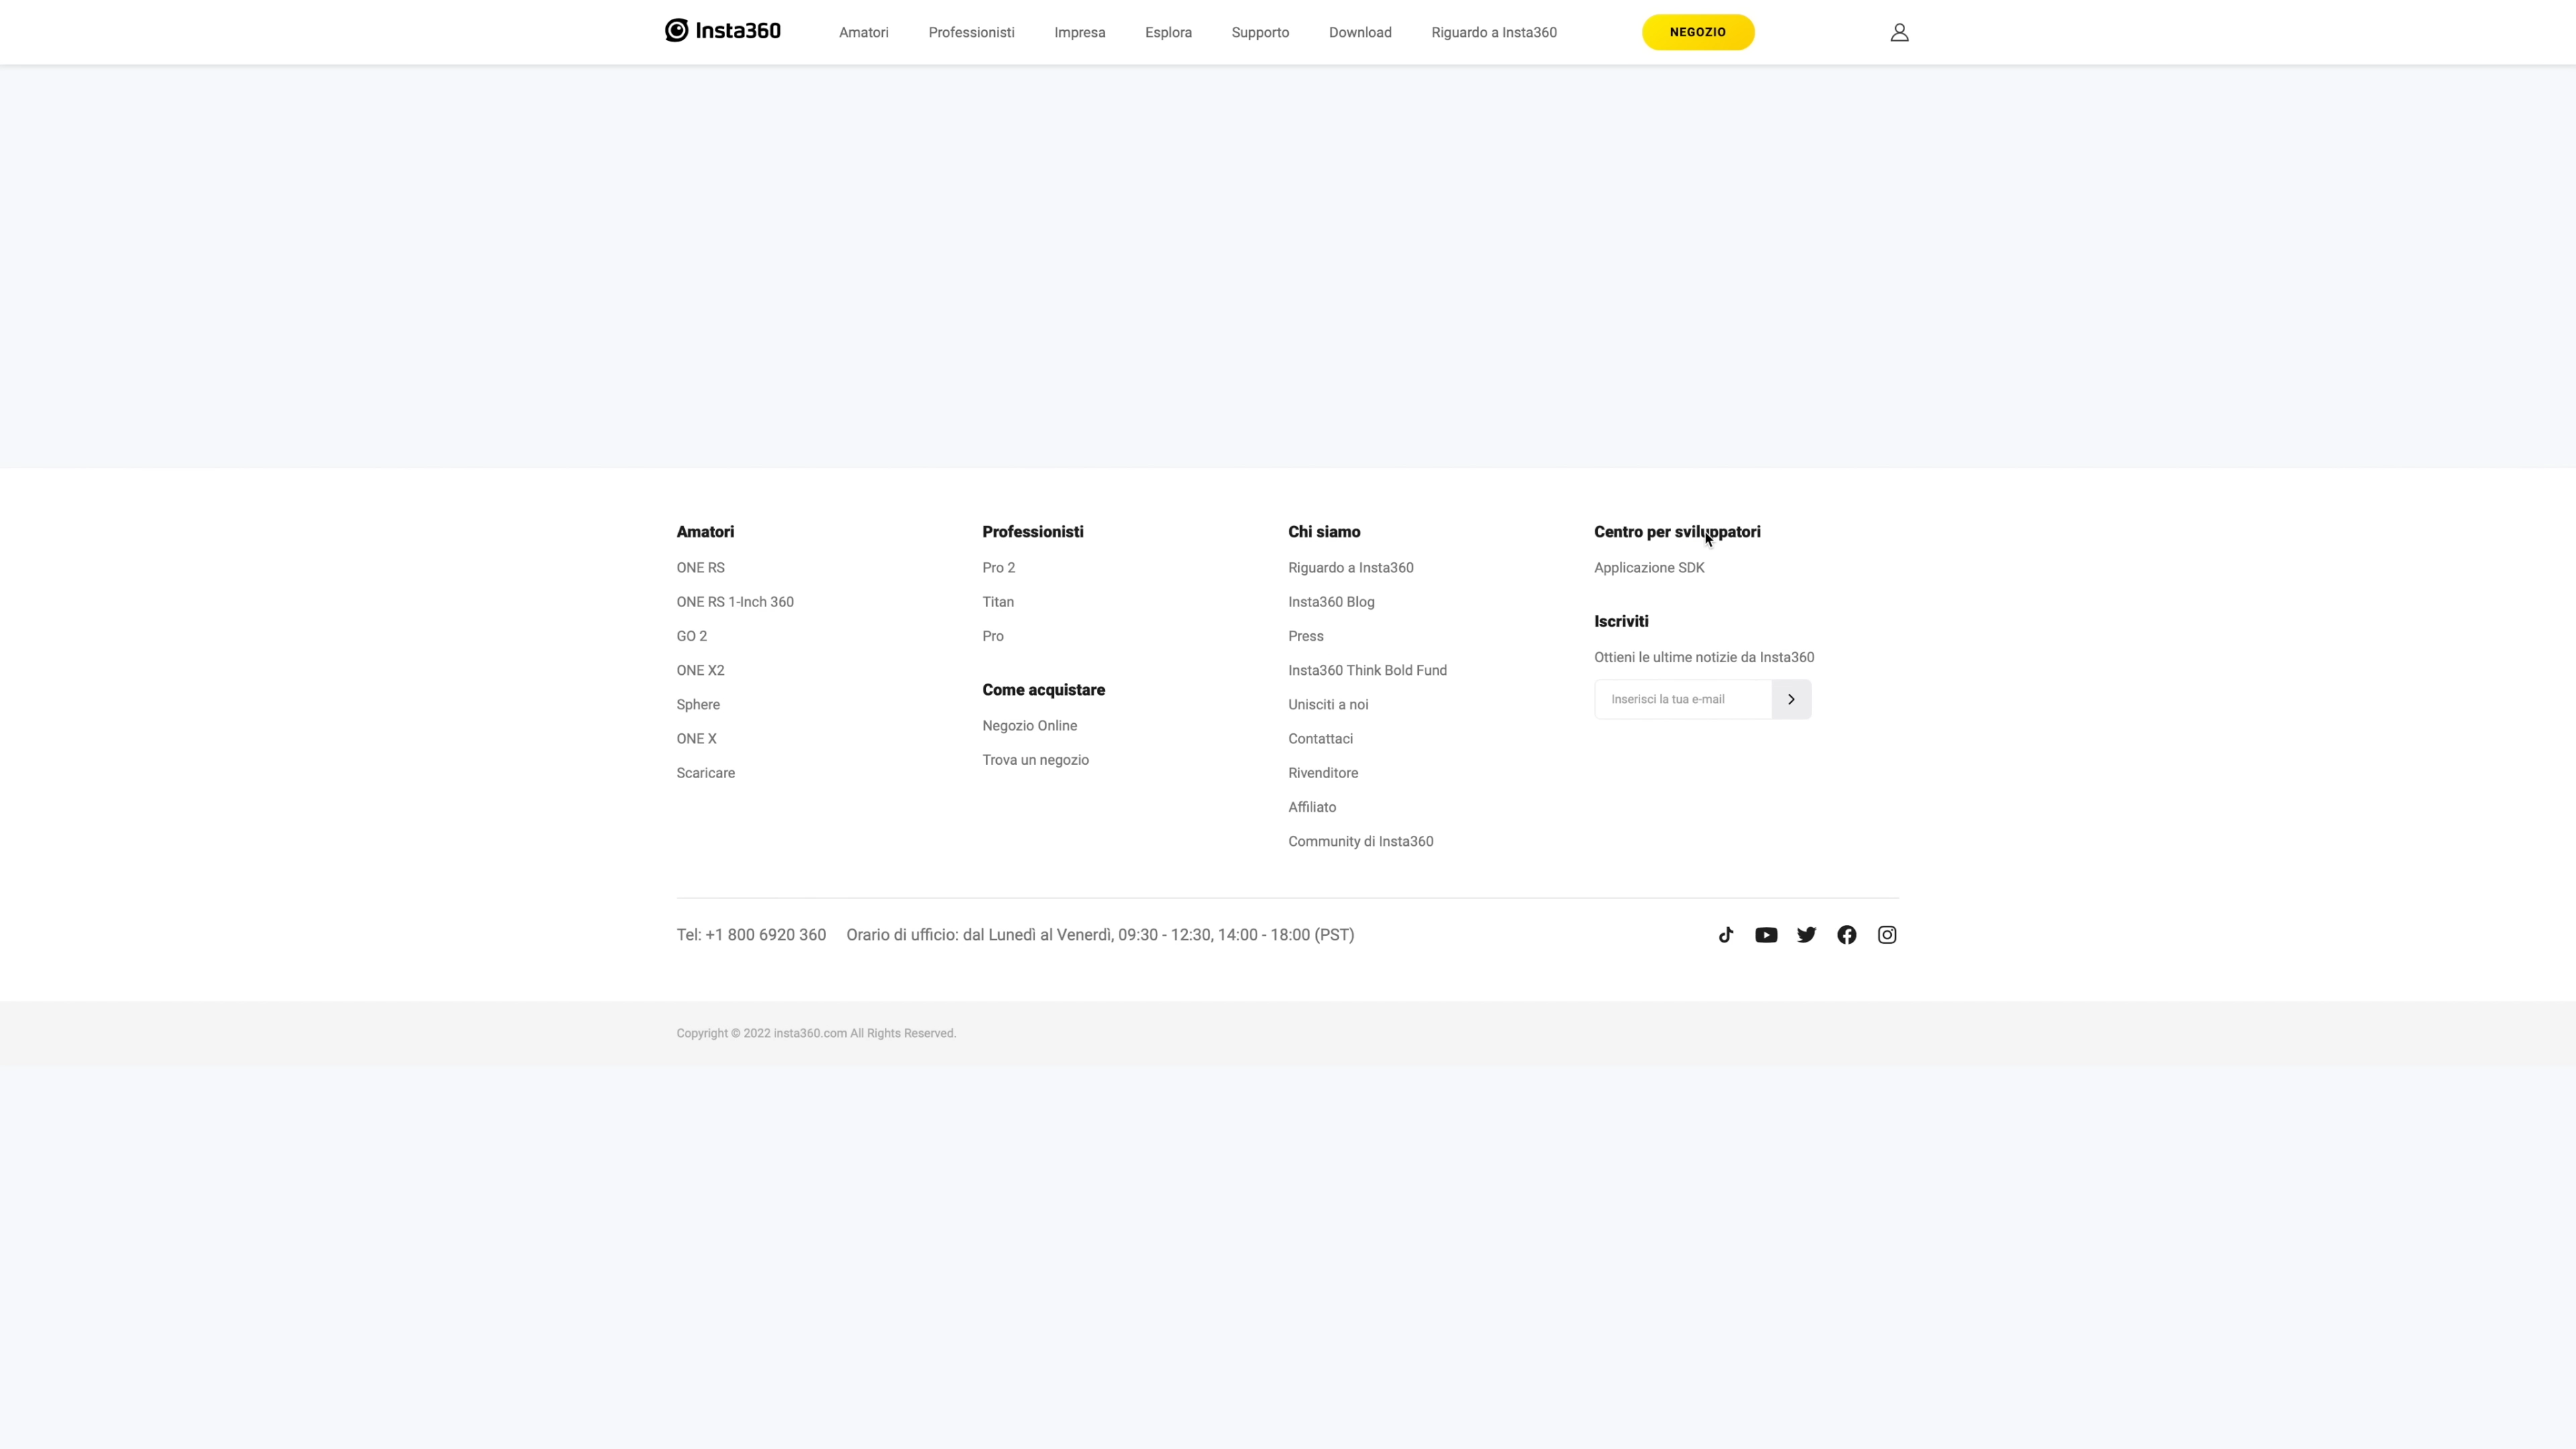 Insta360
Amatori
Professionisti
Impresa
Esplora
Supporto
Download
Riguardo a Insta360
NEGOZIO
Amatori
ONE RS
ONE RS 1-Inch 360
GO 2
ONE X2
Sphere
ONE X
Scaricare
Professionisti
Pro 2
Titan
Pro
Come acquistare
Negozio Online
Trova un negozio
Chi siamo
Riguardo a Insta360
Insta360 Blog
Press
Insta360 Think Bold Fund
Unisciti a noi
Contattaci
Rivenditore
Affiliato
Community di Insta360
Centro per sviluppatori
Applicazione SDK
Iscriviti
Ottieni le ultime notizie da Insta360
Inserisci la tua e-mail
Tel: +1 800 6920 360 Orario di ufficio: dal Lunedì al Venerdì, 09:30 - 12:30, 14:00 - 18:00 (PST)
Copyright © 2022 insta360.com All Rights Reserved.